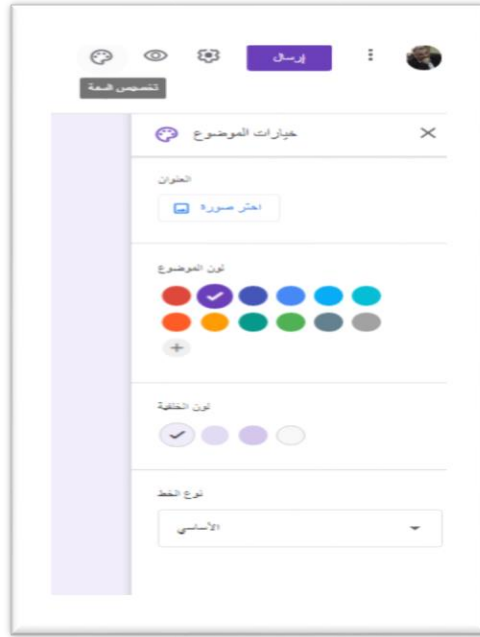 إرسال
تخصيص السمة
خيارات الموضوع
العنوان
اختر صورة
لون الموضوع
لون الخلفية
نوع الخط
الأساسي